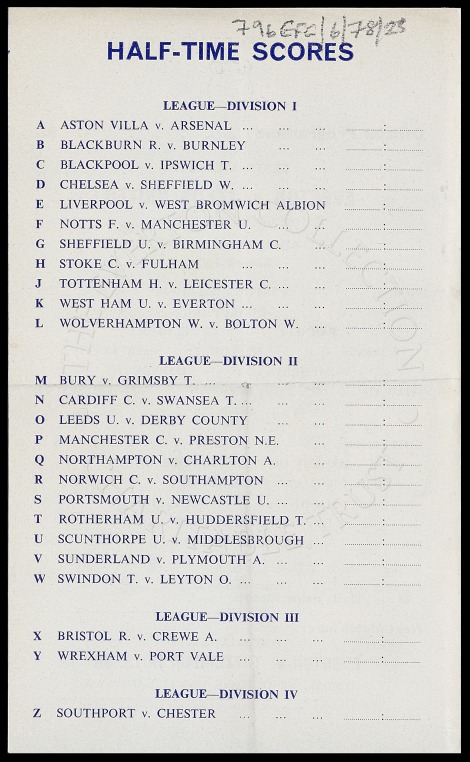 796EFC/6/78/23
HALF-TIME SCORES
LEAGUE—DIVISION I
A ASTON VILLA v. ARSENAL ... ... ... :
B BLACKBURN R. v. BURNLEY ... ... :
C BLACKPOOL v. IPSWICH T. ... ... ... :
D CHELSEA v. SHEFFIELD W. ... ... ... :
E LIVERPOOL v. WEST BROMWICH ALBION :
F NOTTS F. v. MANCHESTER U. ... ... :
G SHEFFIELD U. v. BIRMINGHAM C. ... :
H STOKE C. v. FULHAM ... ... ... :
J TOTTENHAM H. v. LEICESTER C. ... ... :
K WEST HAM U. v. EVERTON ... ... ... :
L WOLVERHAMPTON W. v. BOLTON W. ... :
LEAGUE—DIVISION II
M BURY v. GRIMSBY T. ... ... ... :
N CARDIFF C. v. SWANSEA T. ... ... ... :
O LEEDS U. v. DERBY COUNTY ... ... :
P MANCHESTER C. v. PRESTON N.E. ... :
Q NORTHAMPTON v. CHARLTON A. ... :
R NORWICH C. v. SOUTHAMPTON ... ... :
S PORTSMOUTH v. NEWCASTLE U. ... ... :
T ROTHERHAM U. v. HUDDERSFIELD T. ... :
U SCUNTHORPE U. v. MIDDLESBROUGH ... :
V SUNDERLAND v. PLYMOUTH A. ... ... :
W SWINDON T. v. LEYTON O. ... ... ... :
LEAGUE—DIVISION III
X BRISTOL R. v. CREWE A. ... ... ... :
Y WREXHAM v. PORT VALE ... ... ... :
LEAGUE—DIVISION IV
Z SOUTHPORT v. CHESTER ... ... ... :